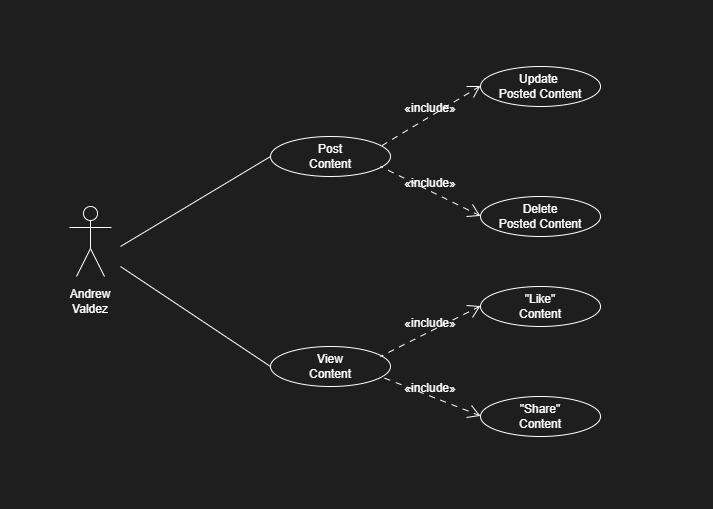 Update
Posted Content
«include»
Post
Content
«include»
Delete
Posted Content
Andrew
Valdez
"Like"
Content
«include»
View
Content
«include»
"Share"
Content